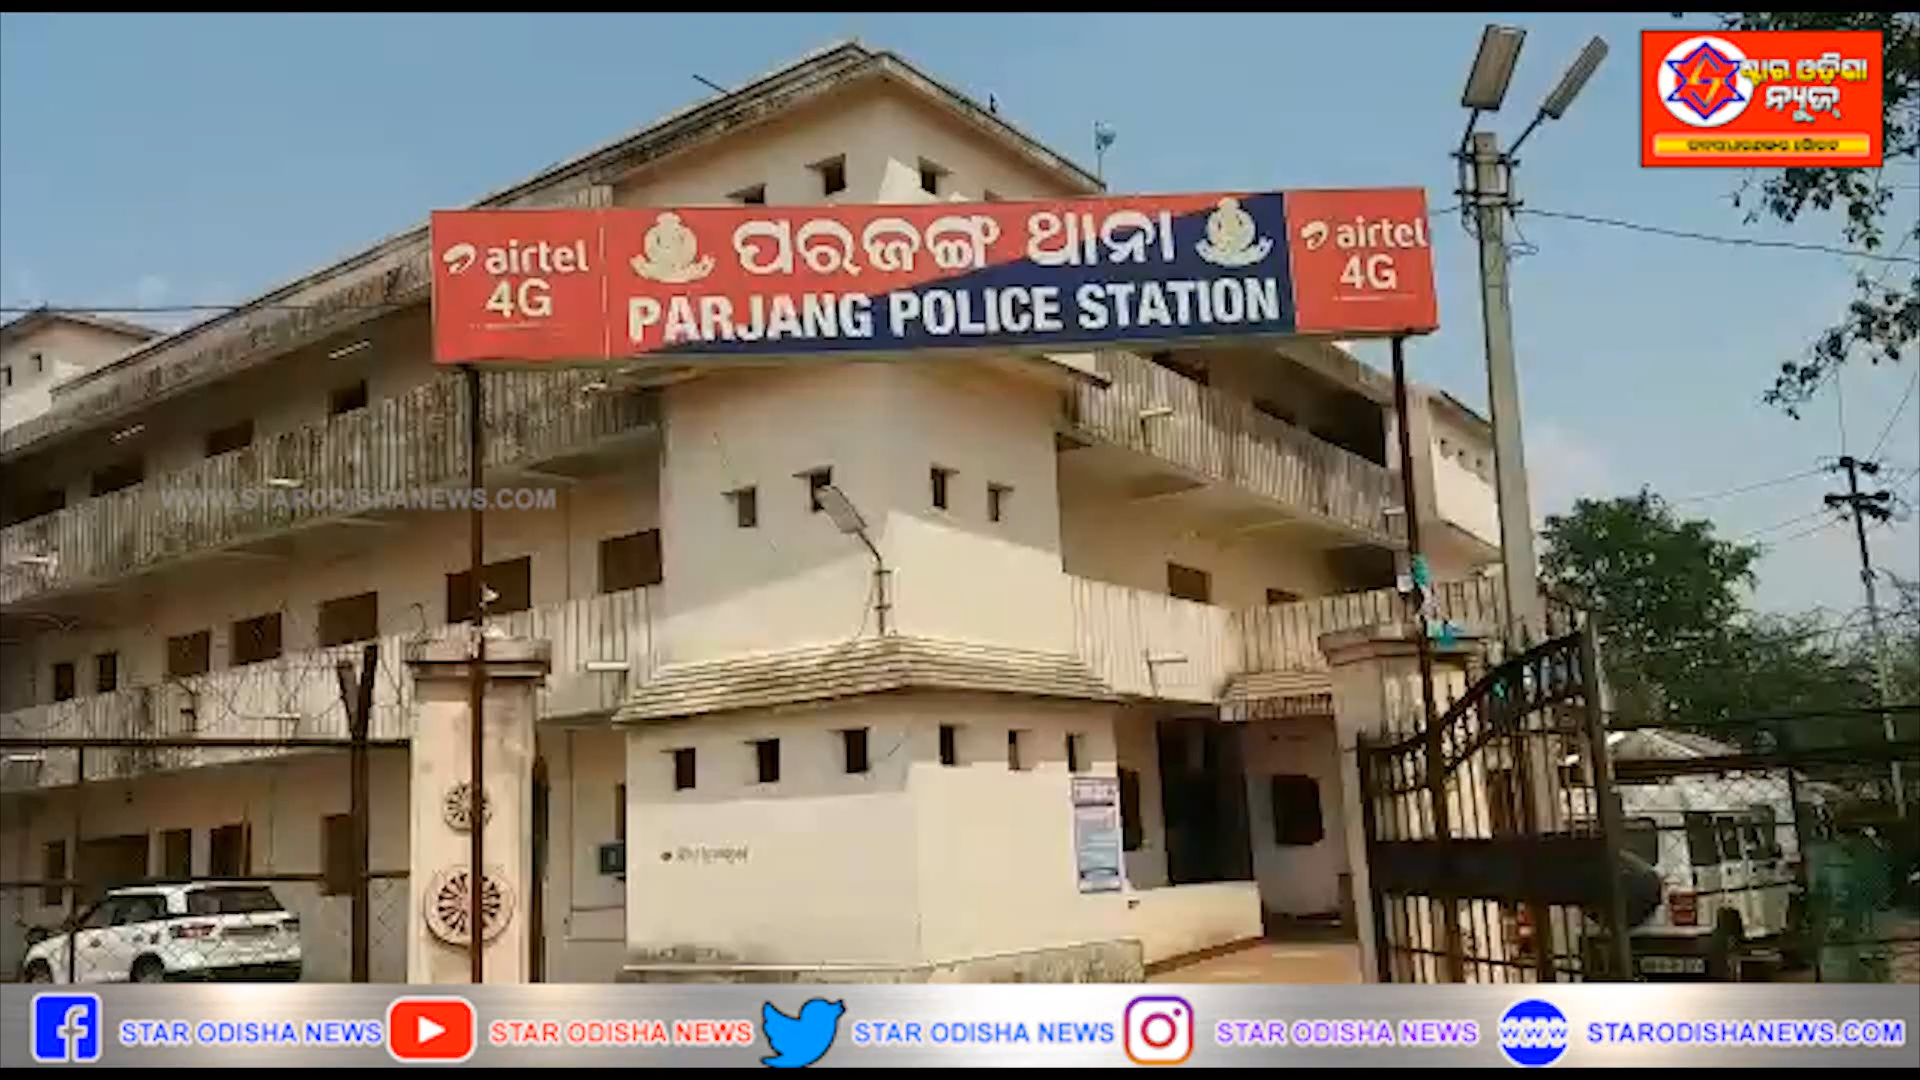 ଷ୍ଟାର ଓଡ଼ିଶା
ନ୍ୟୁଜ୍
airtel
4G
ପରଜଙ୍ଗ ଥାନା
PARJANG POLICE STATION
airtel
4G
WWW.STARODISHANEWS.COM
STAR ODISHA NEWS
STAR ODISHA NEWS
STAR ODISHA NEWS
STAR ODISHA NEWS
www
STARODISHANEWS.COM